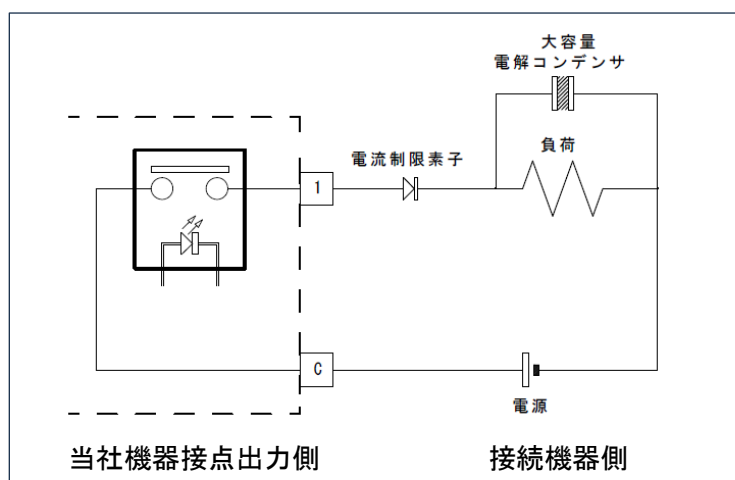 大容量
電解コンデンサ
電流制限素子
負荷
1
C
電源
当社機器接点出力側
接続機器側